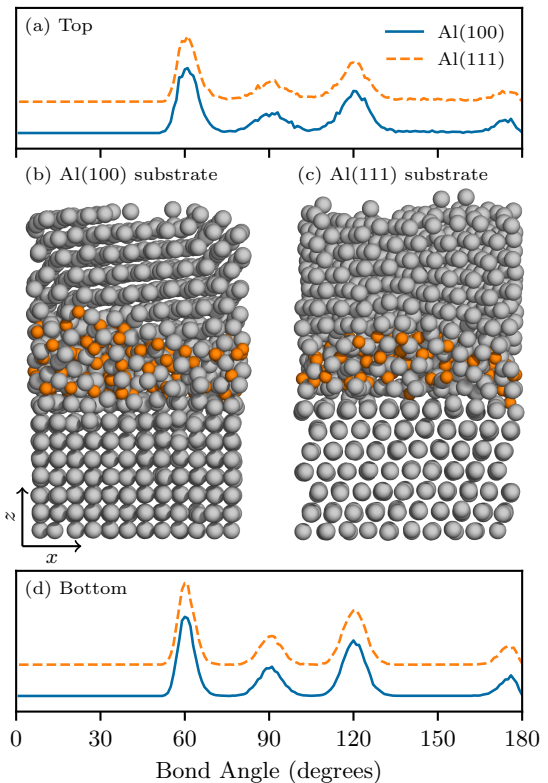 (a) Top
Al(100)
Al(111)
(b) Al(100) substrate
(c) Al(111) substrate
z
x
(d) Bottom
0 30 60 90 120 150 180
Bond Angle (degrees)